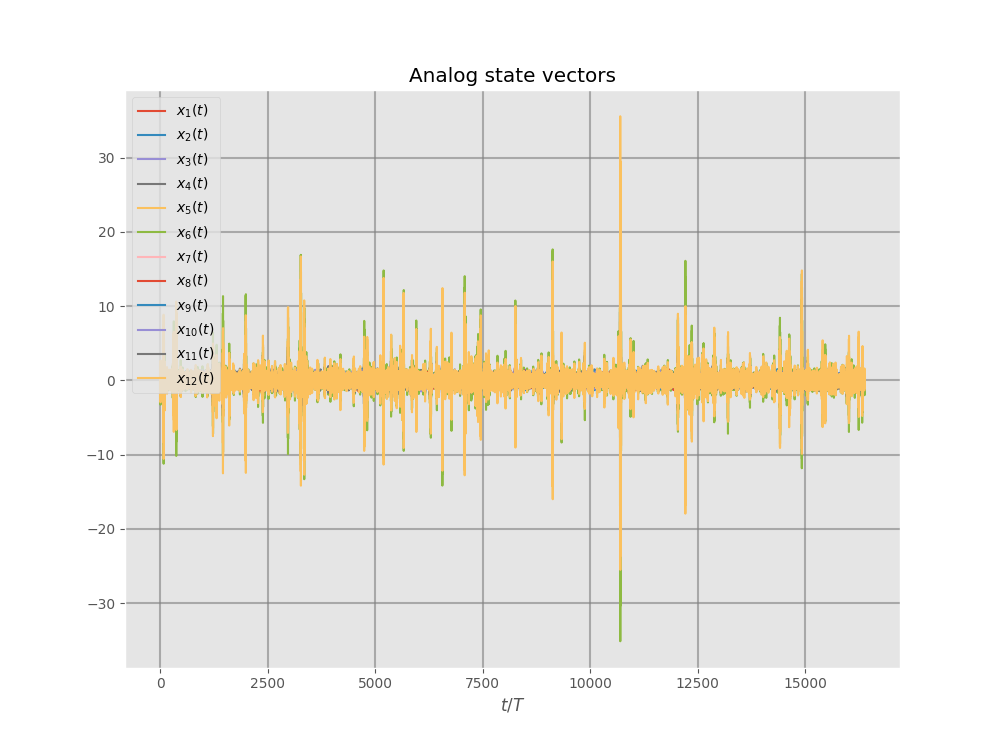 Analog state vectors
x₁(t)
x₂(t)
x₃(t)
x₄(t)
x₅(t)
x₆(t)
x₇(t)
x₈(t)
x₉(t)
x₁₀(t)
x₁₁(t)
x₁₂(t)
30
20
10
0
−10
−20
−30
0 2500 5000 7500 10000 12500 15000
t/T